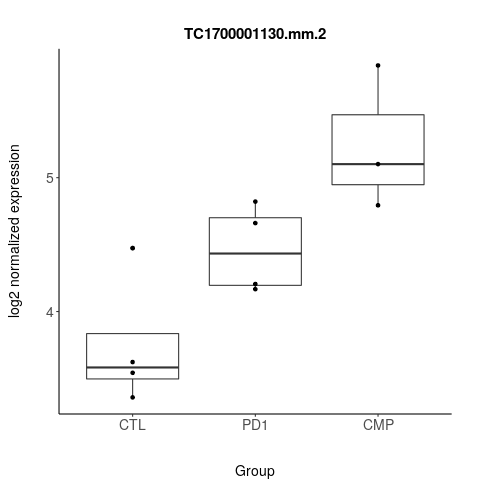 TC1700001130.mm.2
log2 normalized expression
5
4
CTL
PD1
CMP
Group